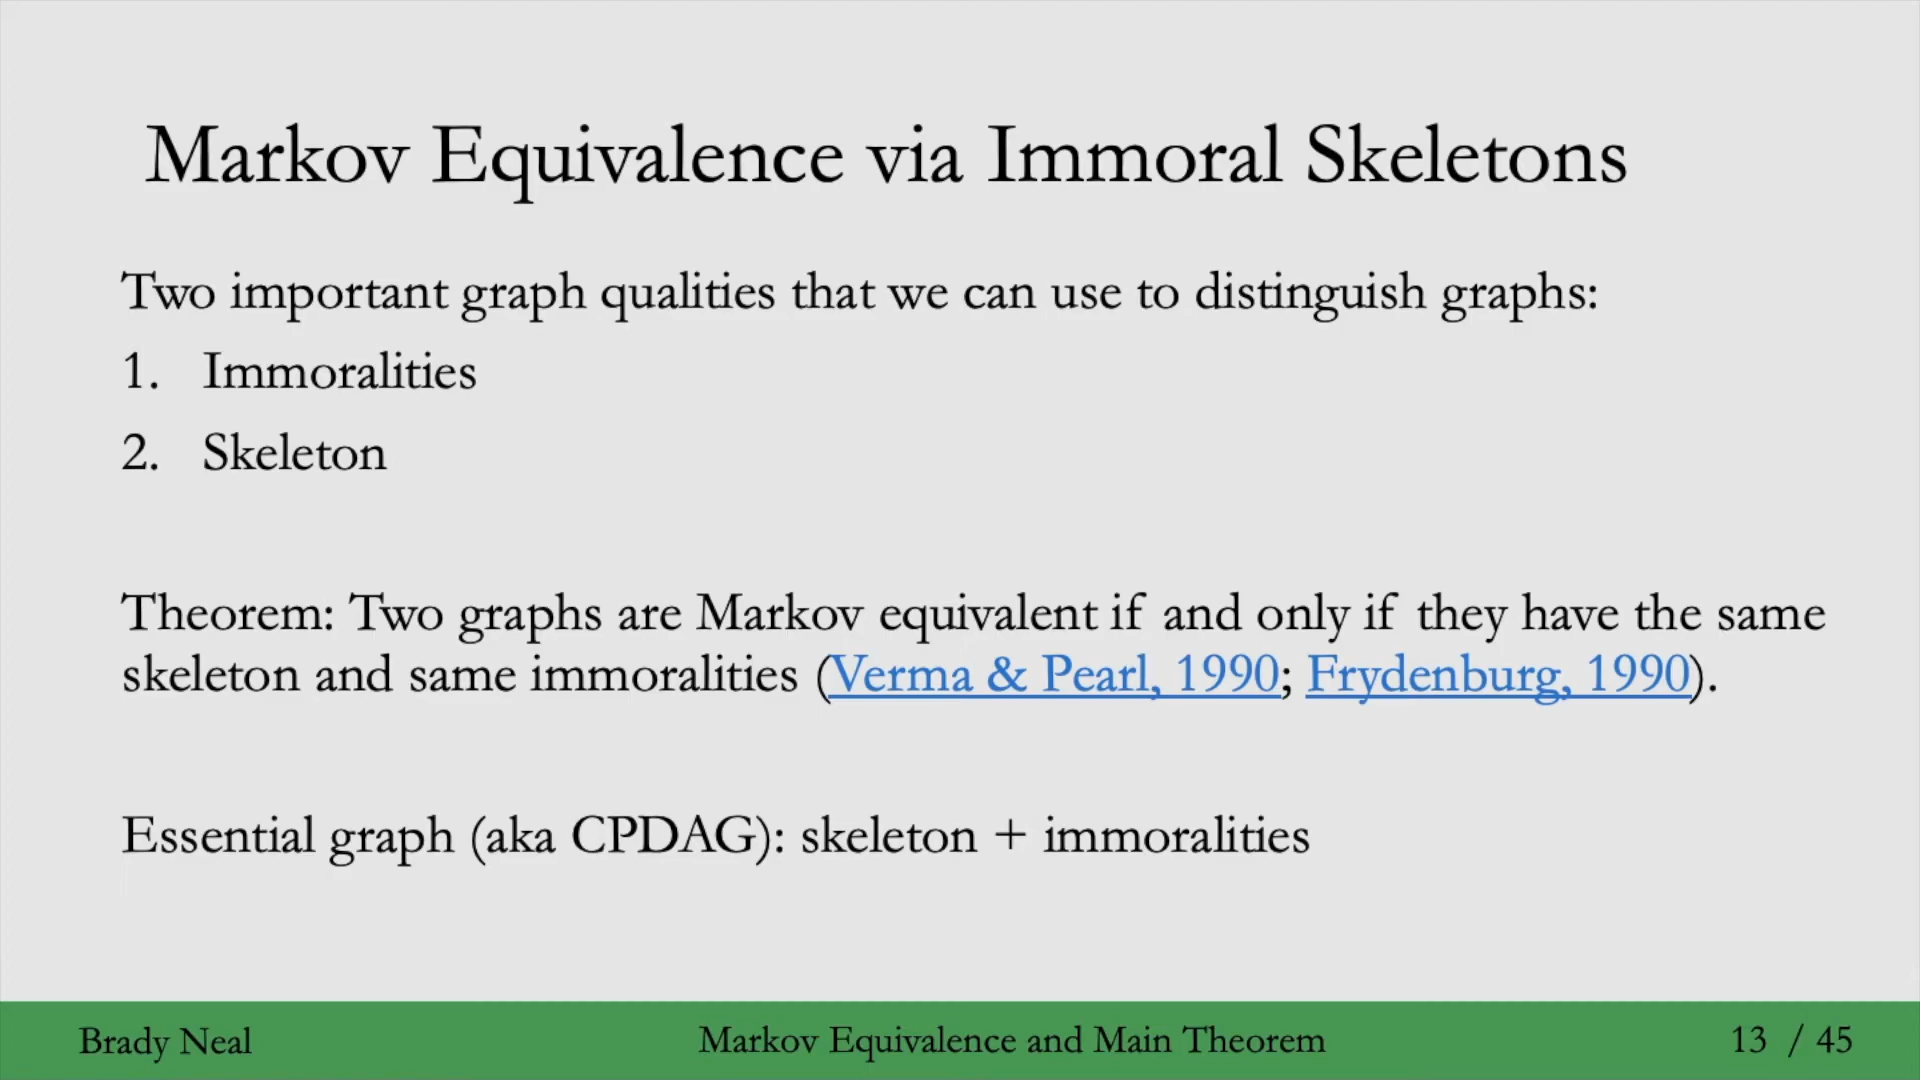 Markov Equivalence via Immoral Skeletons
Two important graph qualities that we can use to distinguish graphs:
1. Immoralities
2. Skeleton
Theorem: Two graphs are Markov equivalent if and only if they have the same
skeleton and same immoralities (Verma & Pearl, 1990; Frydenburg, 1990).
Essential graph (aka CPDAG): skeleton + immoralities
Brady Neal
Markov Equivalence and Main Theorem
13 / 45